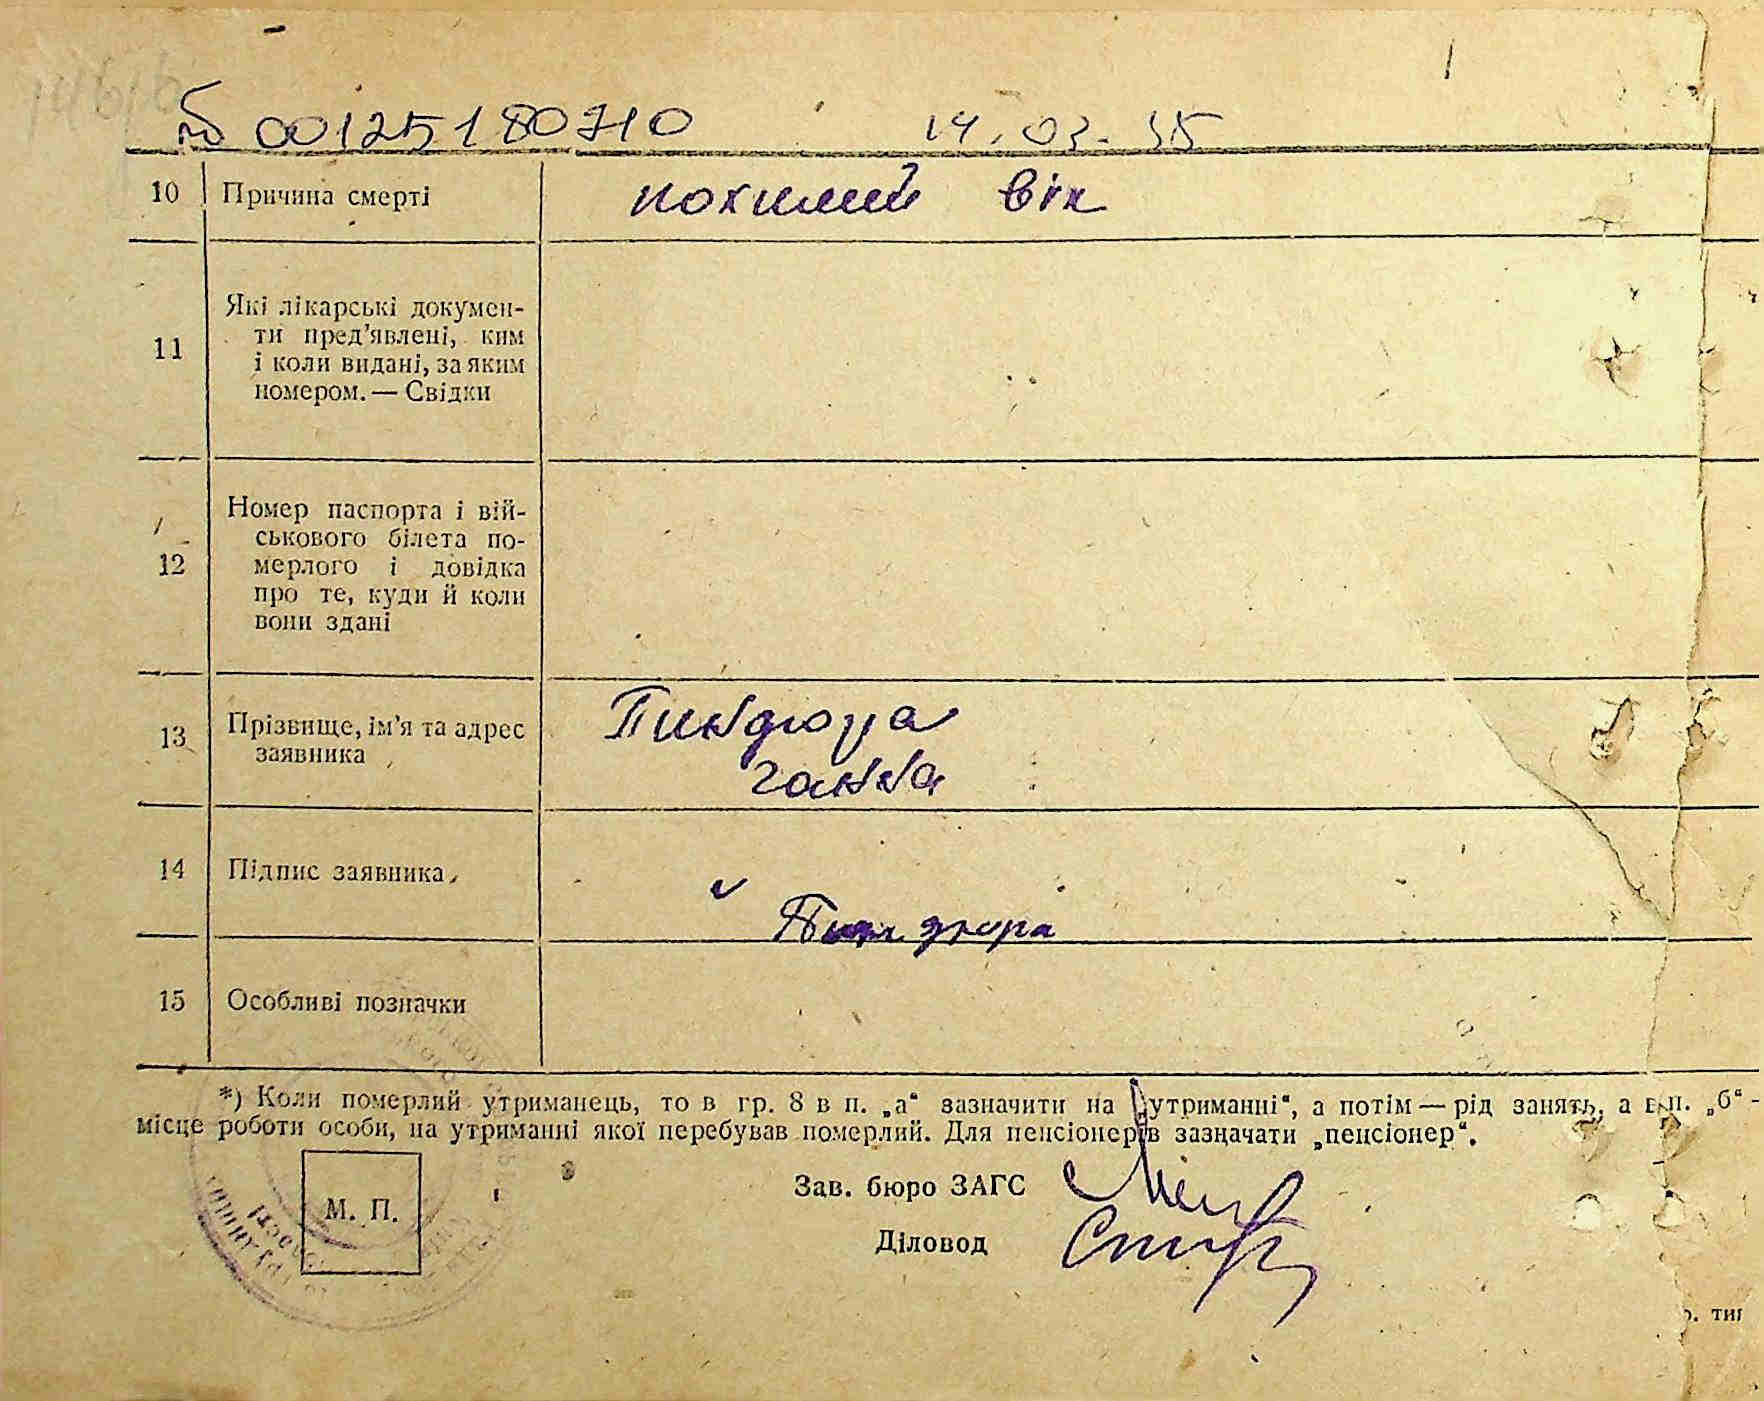 № 00125180710 14.03.35
10 Причина смерті похилий вік
11 Які лікарські докумен-
ти пред'явлені, ким
і коли видані, за яким
номером. — Свідки
12 Номер паспорта і вій-
ськового білета по-
мерлого і довідка
про те, куди й коли
вони здані
13 Прізвище, ім'я та адрес
заявника
Пиндюра
Ганна
14 Підпис заявника
Пиндюра
15 Особливі позначки
*) Коли померлий утриманець, то в гр. 8 в п. „а“ зазначити на „утриманні“, а потім — рід занять, а в п. „б“ -
місце роботи особи, на утриманні якої перебував померлий. Для пенсіонерів зазначати „пенсіонер“.
М. П.
Зав. бюро ЗАГС
Діловод